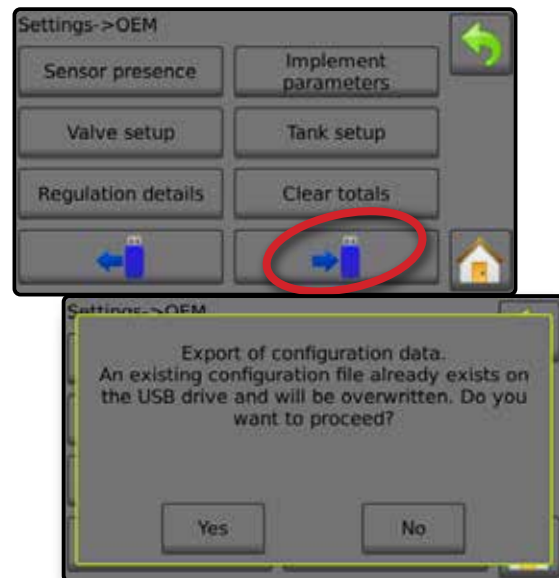 Settings->OEM
Sensor presence
Implement
parameters
Valve setup
Tank setup
Regulation details
Clear totals
Settings->OEM
Export of configuration data.
An existing configuration file already exists on
the USB drive and will be overwritten. Do you
want to proceed?
Yes
No